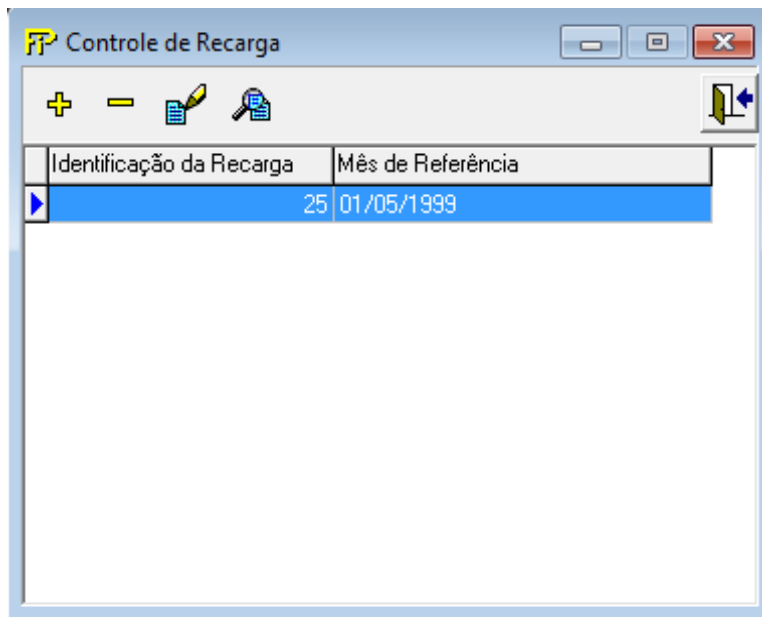 Controle de Recarga
Identificação da Recarga Mês de Referência
25 01/05/1999